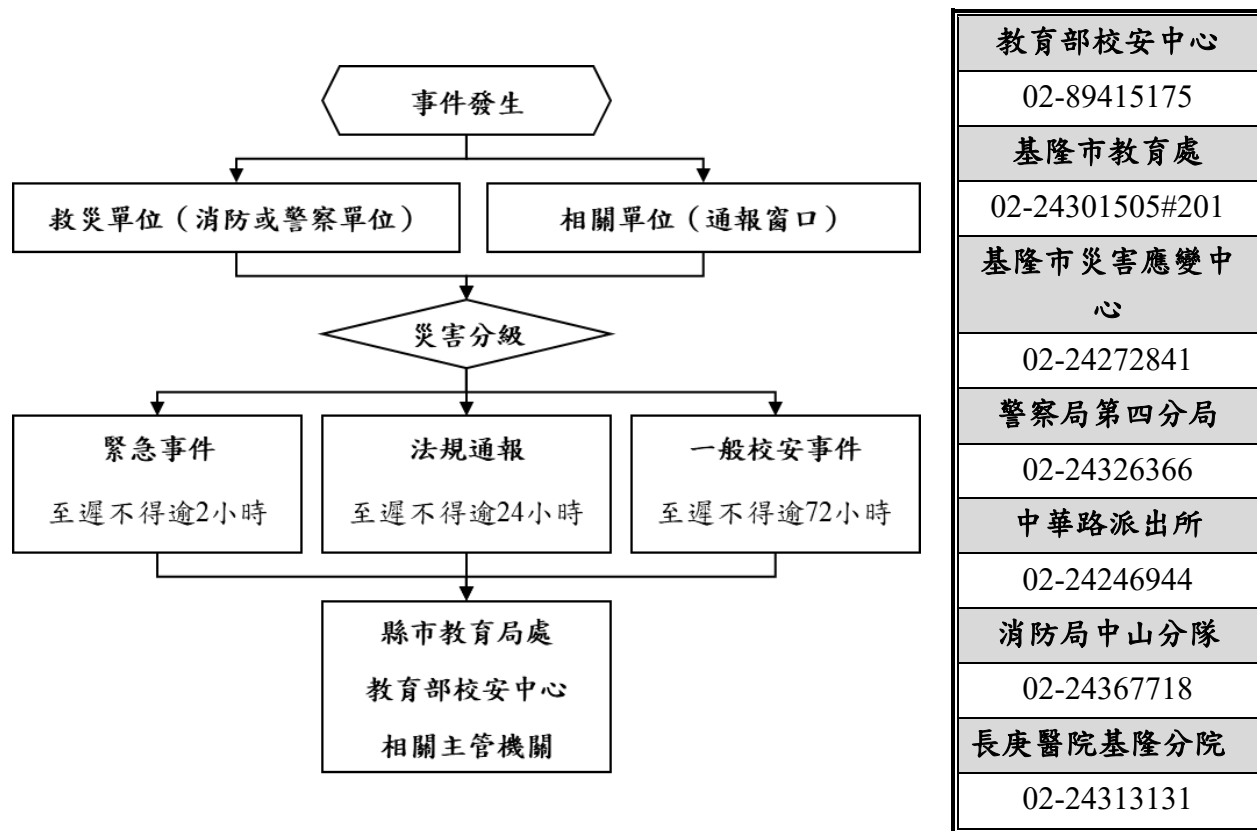 事件發生
救災單位（消防或警察單位）
相關單位（通報窗口）
災害分級
緊急事件
至遲不得逾2小時
法規通報
至遲不得逾24小時
一般校安事件
至遲不得逾72小時
縣市教育局處
教育部校安中心
相關主管機關
教育部校安中心
02-89415175
基隆市教育處
02-24301505#201
基隆市災害應變中
心
02-24272841
警察局第四分局
02-24326366
中華路派出所
02-24246944
消防局中山分隊
02-24367718
長庚醫院基隆分院
02-24313131